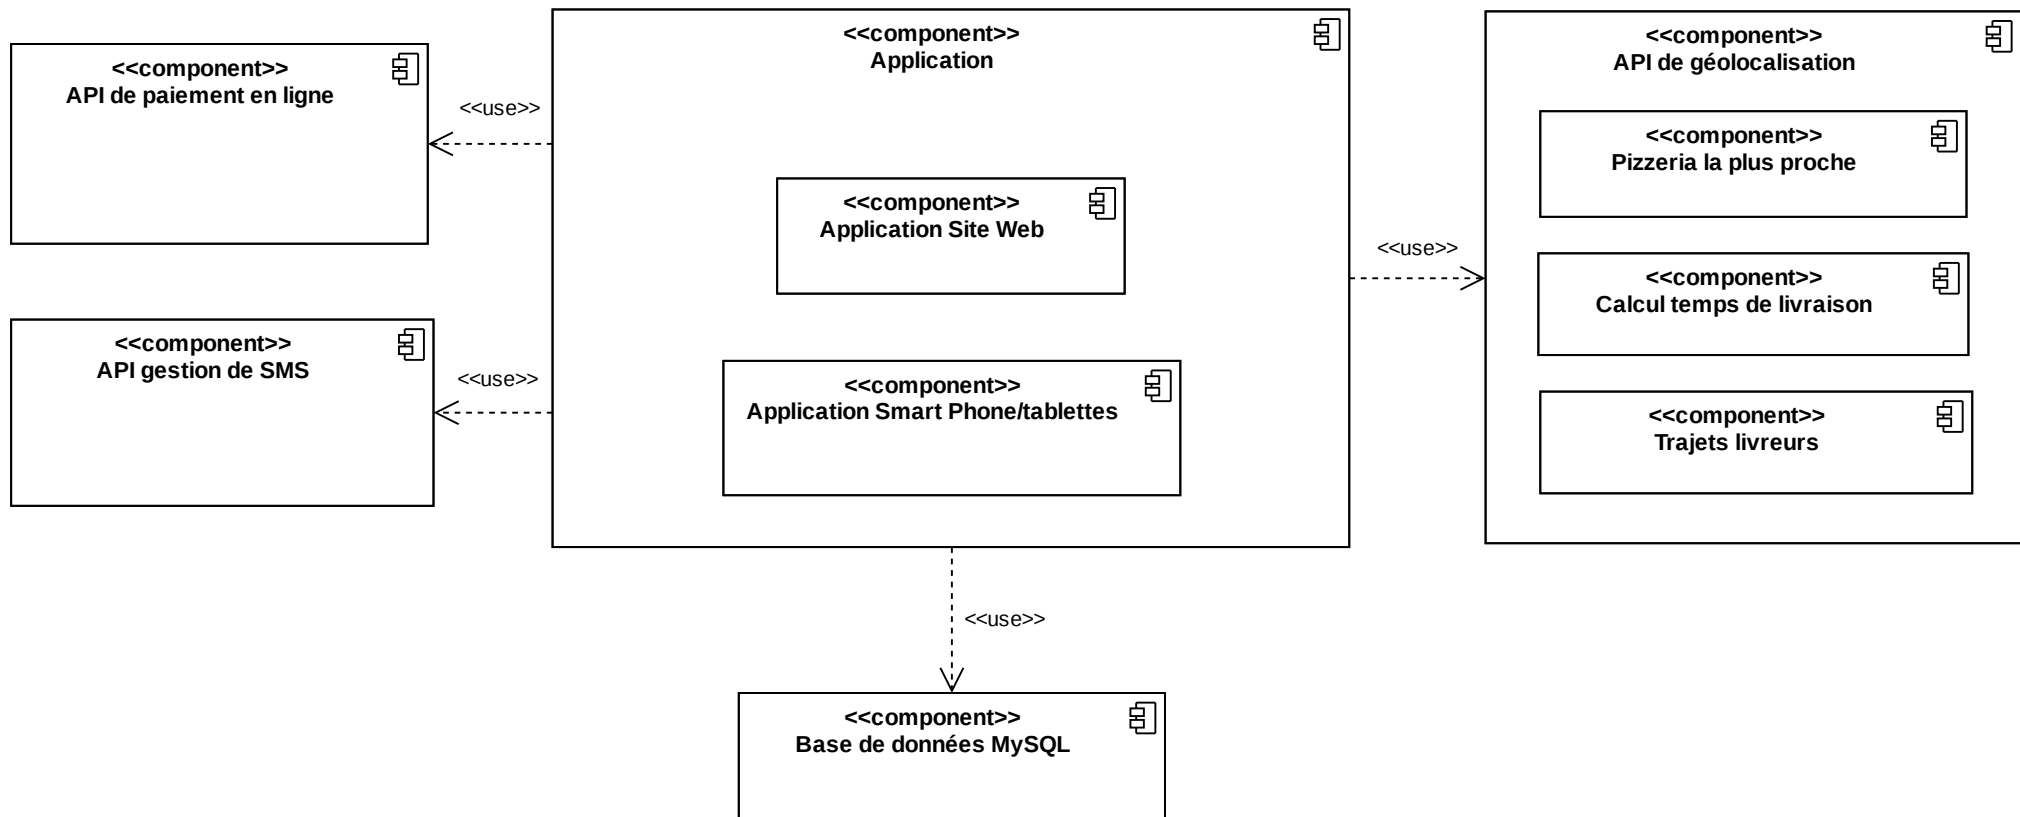 <<component>>
API de paiement en ligne
<<use>>
<<component>>
API gestion de SMS
<<use>>
<<component>>
Application
<<component>>
Application Site Web
<<component>>
Application Smart Phone/tablettes
<<use>>
<<component>>
API de géolocalisation
<<component>>
Pizzeria la plus proche
<<component>>
Calcul temps de livraison
<<component>>
Trajets livreurs
<<use>>
<<component>>
Base de données MySQL